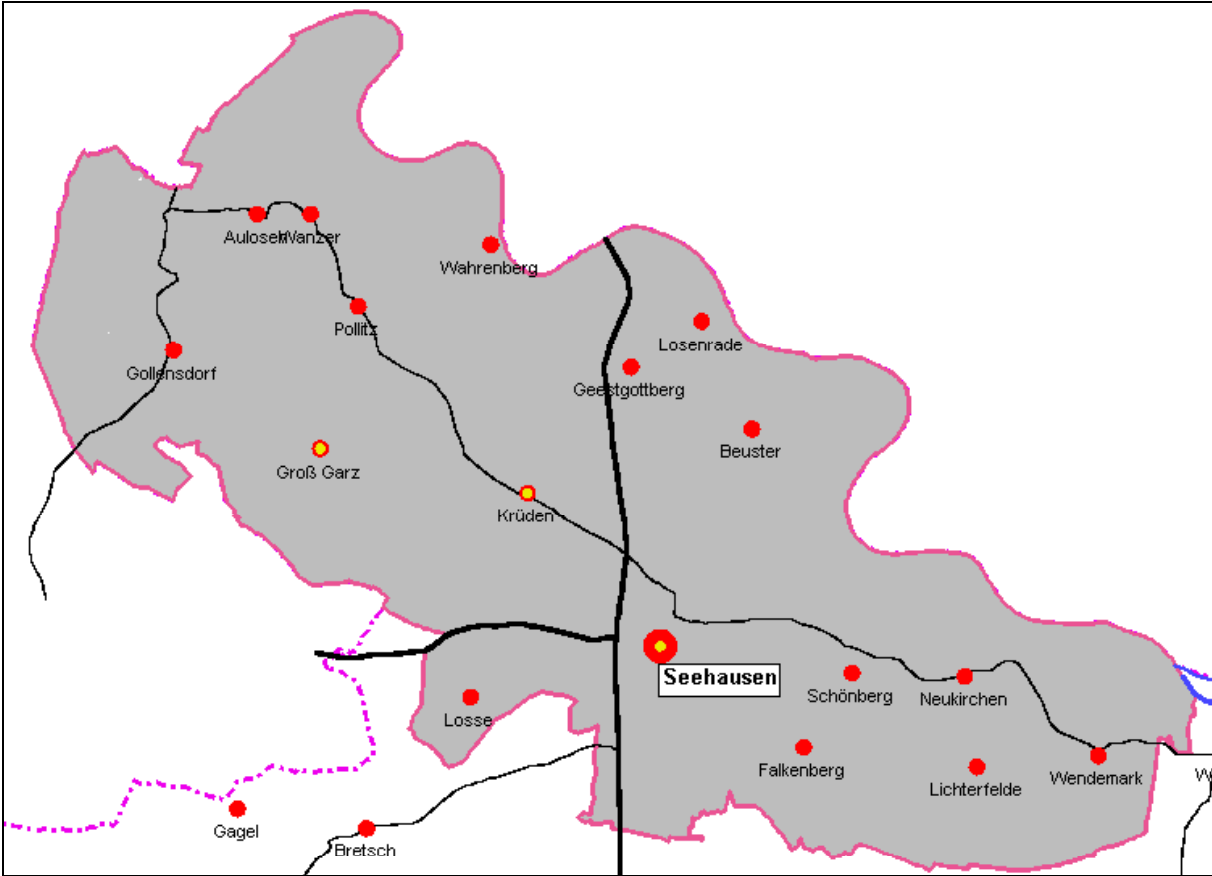 Aulosen
Wanzer
Wahrenberg
Pollitz
Losenrade
Gollensdorf
Geestgottberg
Beuster
Groß Garz
Krüden
Seehausen
Schönberg
Neukirchen
Losse
Falkenberg
Lichterfelde
Wendemark
W
Gagel
Bretsch